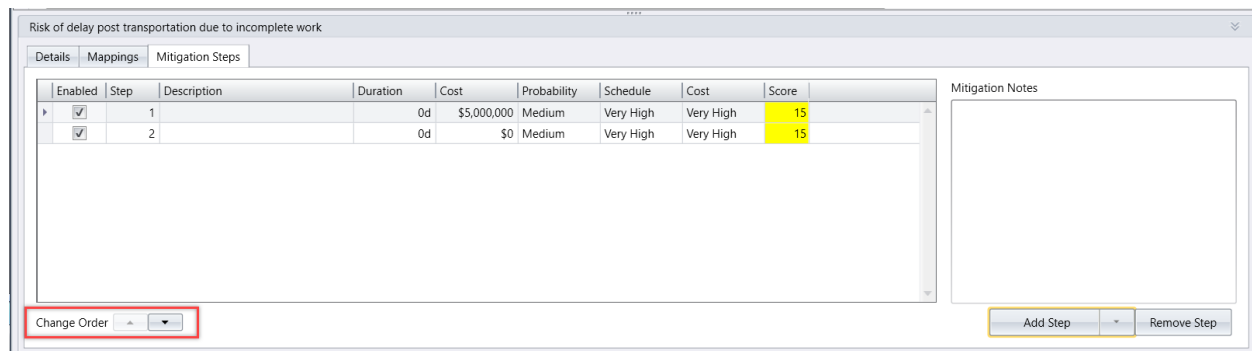 Risk of delay post transportation due to incomplete work
Details Mappings Mitigation Steps
Enabled Step Description Duration Cost Probability Schedule Cost Score
1 0d $5,000,000 Medium Very High Very High 15
2 0d $0 Medium Very High Very High 15
Mitigation Notes
Change Order
Add Step Remove Step